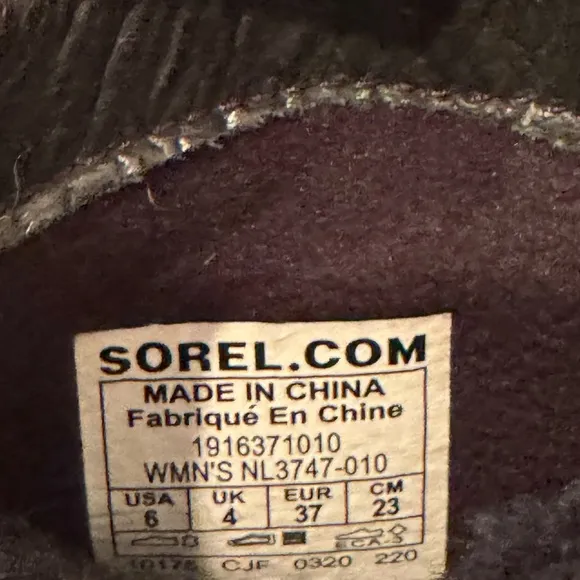 SOREL.COM
MADE IN CHINA
Fabriqué En Chine
1916371010
WMN'S NL3747-010
USA UK EUR CM
6 4 37 23
CJF 0320 220